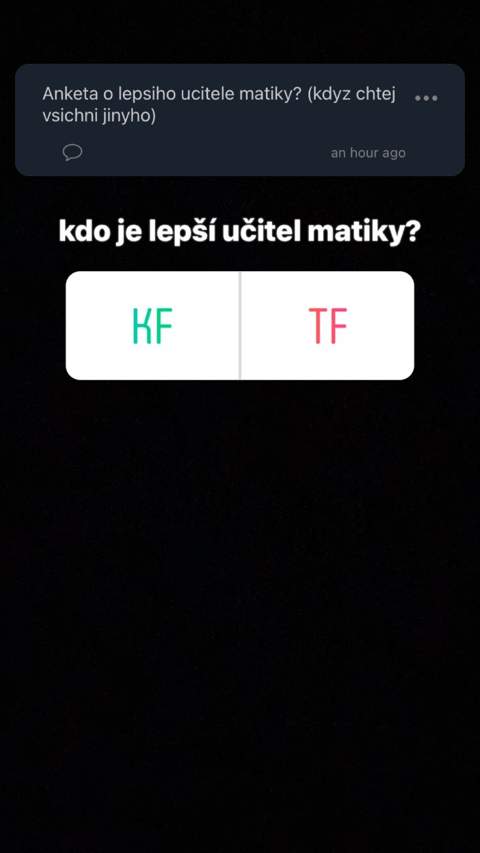 Anketa o lepsiho ucitele matiky? (kdyz chtej
vsichni jinyho)
an hour ago
kdo je lepší učitel matiky?
KF
TF